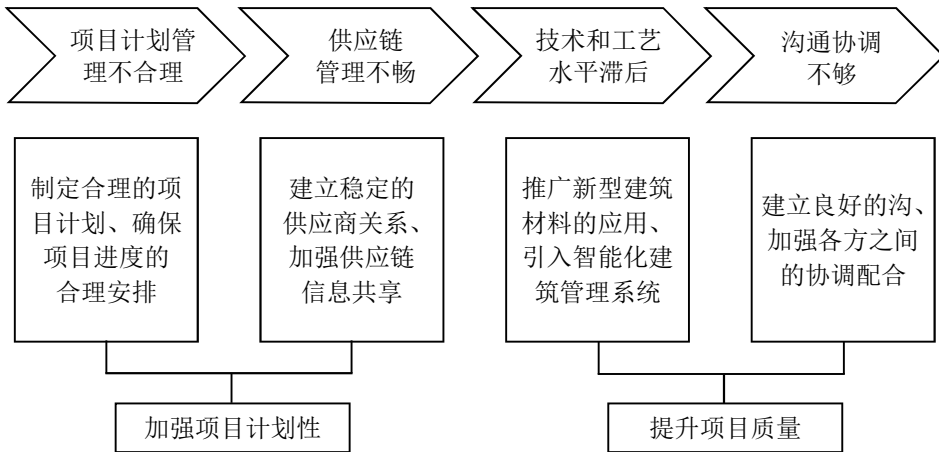 项目计划管
理不合理
供应链
管理不畅
技术和工艺
水平滞后
沟通协调
不够
制定合理的项
目计划、确保
项目进度的
合理安排
建立稳定的
供应商关系、
加强供应链
信息共享
推广新型建筑
材料的应用、
引入智能化建
筑管理系统
建立良好的沟、
加强各方之间
的协调配合
加强项目计划性
提升项目质量